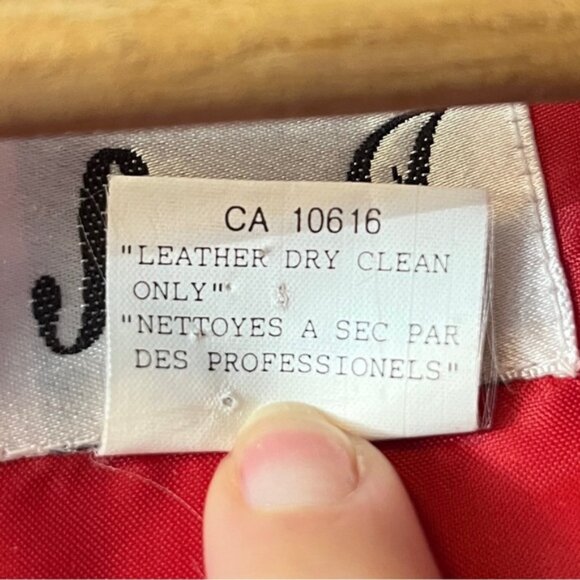 CA 10616
"LEATHER DRY CLEAN
ONLY"
"NETTOYES A SEC PAR
DES PROFESSIONELS"